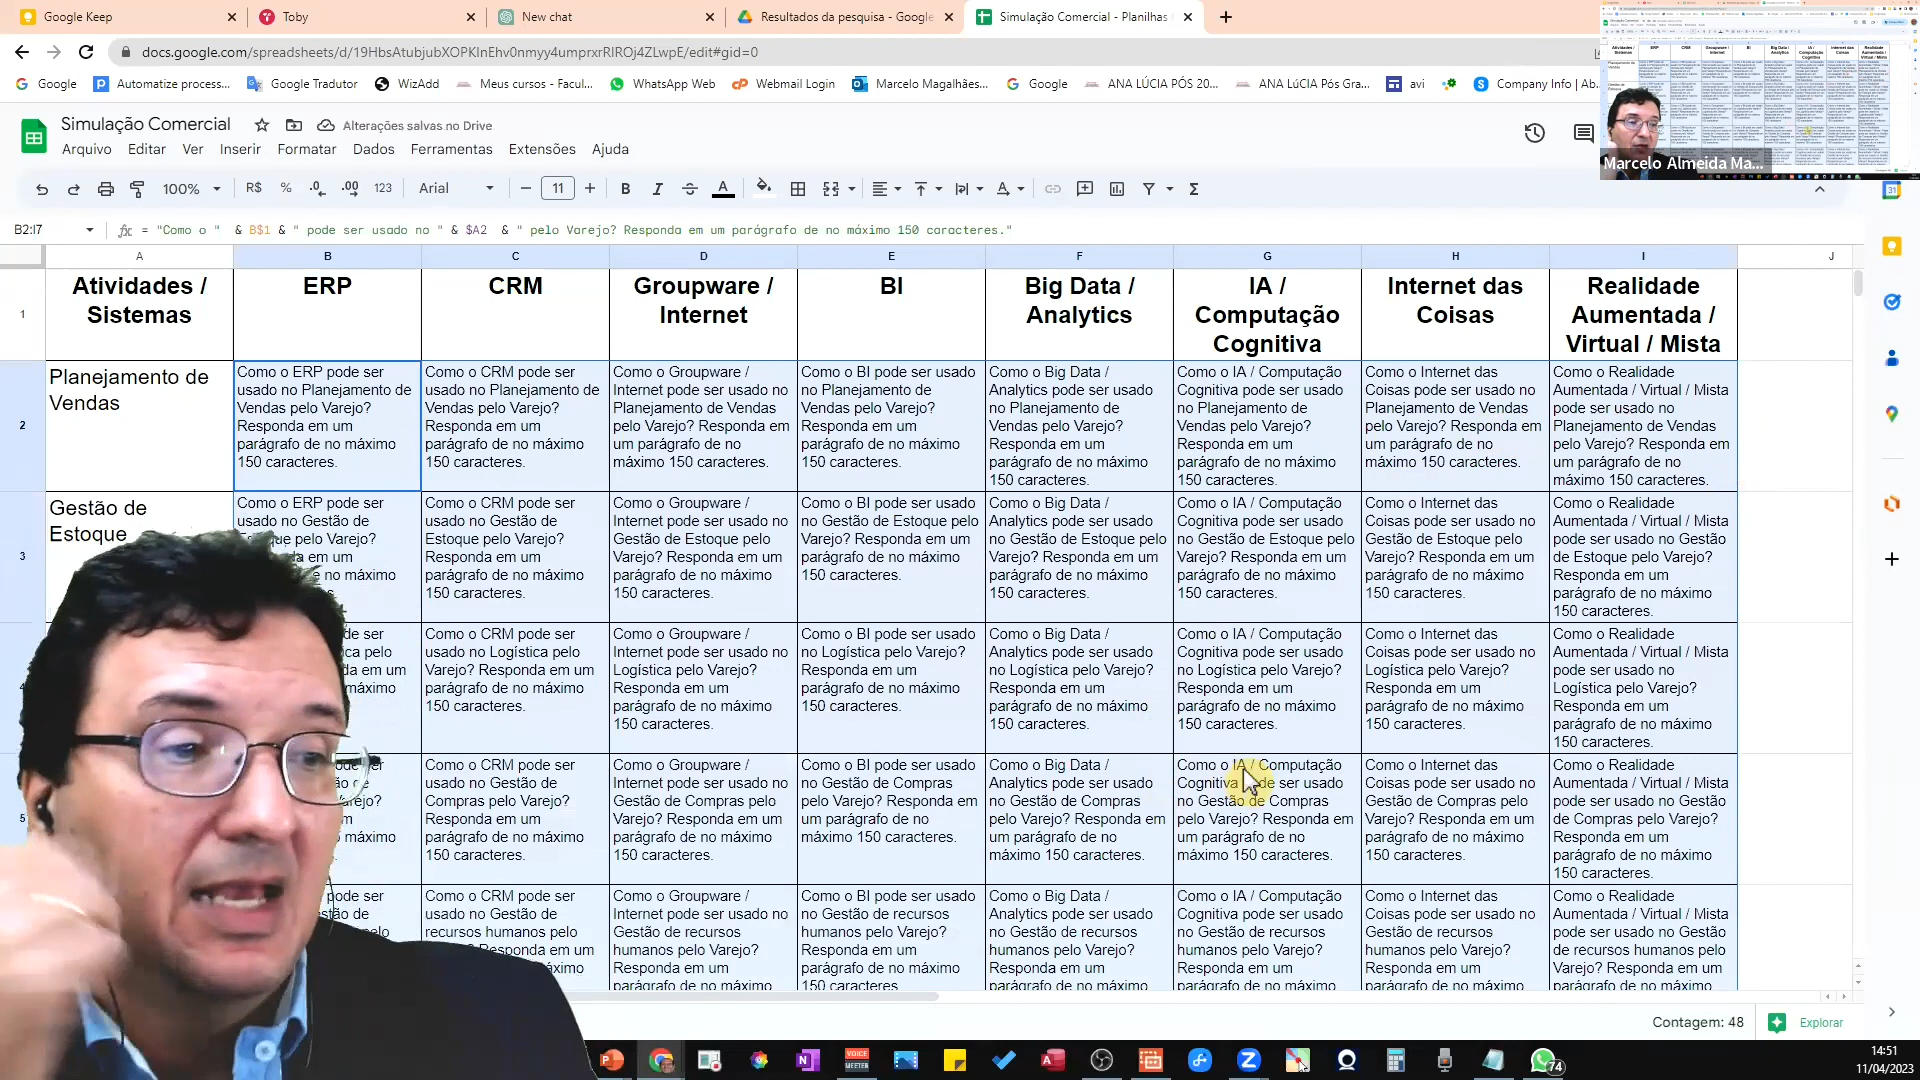 Google Keep
Toby
New chat
Resultados da pesquisa - Google
Simulação Comercial - Planilhas
docs.google.com/spreadsheets/d/19HbsAtubjubXOPKInEhv0nmyy4umprxrRIROj4ZLwpE/edit#gid=0
Google
Automatize process...
Google Tradutor
WizAdd
Meus cursos - Facul...
WhatsApp Web
Webmail Login
Marcelo Magalhães...
Google
ANA LÚCIA PÓS 20...
ANA LÚCIA Pós Gra...
avi
Company Info | Ab...
Simulação Comercial
Alterações salvas no Drive
Arquivo Editar Ver Inserir Formatar Dados Ferramentas Extensões Ajuda
Marcelo Almeida Ma...
100% R$ % .0 .00 123 Arial 11
B2:I7
= "Como o " & B$1 & " pode ser usado no " & $A2 & " pelo Varejo? Responda em um parágrafo de no máximo 150 caracteres."
A B C D E F G H I J
1
Atividades /
Sistemas
ERP
CRM
Groupware /
Internet
BI
Big Data /
Analytics
IA /
Computação
Cognitiva
Internet das
Coisas
Realidade
Aumentada /
Virtual / Mista
2
Planejamento de
Vendas
Como o ERP pode ser
usado no Planejamento de
Vendas pelo Varejo?
Responda em um
parágrafo de no máximo
150 caracteres.
Como o CRM pode ser
usado no Planejamento de
Vendas pelo Varejo?
Responda em um
parágrafo de no máximo
150 caracteres.
Como o Groupware /
Internet pode ser usado no
Planejamento de Vendas
pelo Varejo? Responda em
um parágrafo de no
máximo 150 caracteres.
Como o BI pode ser usado
no Planejamento de
Vendas pelo Varejo?
Responda em um
parágrafo de no máximo
150 caracteres.
Como o Big Data /
Analytics pode ser usado
no Planejamento de
Vendas pelo Varejo?
Responda em um
parágrafo de no máximo
150 caracteres.
Como o IA / Computação
Cognitiva pode ser usado
no Planejamento de
Vendas pelo Varejo?
Responda em um
parágrafo de no máximo
150 caracteres.
Como o Internet das
Coisas pode ser usado no
Planejamento de Vendas
pelo Varejo? Responda em
um parágrafo de no
máximo 150 caracteres.
Como o Realidade
Aumentada / Virtual / Mista
pode ser usado no
Planejamento de Vendas
pelo Varejo? Responda em
um parágrafo de no
máximo 150 caracteres.
3
Gestão de
Estoque
Como o ERP pode ser
usado no Gestão de
pelo Varejo?
em um
no máximo
Como o CRM pode ser
usado no Gestão de
Estoque pelo Varejo?
Responda em um
parágrafo de no máximo
150 caracteres.
Como o Groupware /
Internet pode ser usado no
Gestão de Estoque pelo
Varejo? Responda em um
parágrafo de no máximo
150 caracteres.
Como o BI pode ser usado
no Gestão de Estoque pelo
Varejo? Responda em um
parágrafo de no máximo
150 caracteres.
Como o Big Data /
Analytics pode ser usado
no Gestão de Estoque pelo
Varejo? Responda em um
parágrafo de no máximo
150 caracteres.
Como o IA / Computação
Cognitiva pode ser usado
no Gestão de Estoque pelo
Varejo? Responda em um
parágrafo de no máximo
150 caracteres.
Como o Internet das
Coisas pode ser usado no
Gestão de Estoque pelo
Varejo? Responda em um
parágrafo de no máximo
150 caracteres.
Como o Realidade
Aumentada / Virtual / Mista
pode ser usado no Gestão
de Estoque pelo Varejo?
Responda em um
parágrafo de no máximo
150 caracteres.
pelo
em um
máximo
Como o CRM pode ser
usado no Logística pelo
Varejo? Responda em um
parágrafo de no máximo
150 caracteres.
Como o Groupware /
Internet pode ser usado no
Logística pelo Varejo?
Responda em um
parágrafo de no máximo
150 caracteres.
Como o BI pode ser usado
no Logística pelo Varejo?
Responda em um
parágrafo de no máximo
150 caracteres.
Como o Big Data /
Analytics pode ser usado
no Logística pelo Varejo?
Responda em um
parágrafo de no máximo
150 caracteres.
Como o IA / Computação
Cognitiva pode ser usado
no Logística pelo Varejo?
Responda em um
parágrafo de no máximo
150 caracteres.
Como o Internet das
Coisas pode ser usado no
Logística pelo Varejo?
Responda em um
parágrafo de no máximo
150 caracteres.
Como o Realidade
Aumentada / Virtual / Mista
pode ser usado no
Logística pelo Varejo?
Responda em um
parágrafo de no máximo
150 caracteres.
5
máximo
Como o CRM pode ser
usado no Gestão de
Compras pelo Varejo?
Responda em um
parágrafo de no máximo
150 caracteres.
Como o Groupware /
Internet pode ser usado no
Gestão de Compras pelo
Varejo? Responda em um
parágrafo de no máximo
150 caracteres.
Como o BI pode ser usado
no Gestão de Compras
pelo Varejo? Responda em
um parágrafo de no
máximo 150 caracteres.
Como o Big Data /
Analytics pode ser usado
no Gestão de Compras
pelo Varejo? Responda em
um parágrafo de no
máximo 150 caracteres.
Como o IA / Computação
Cognitiva pode ser usado
no Gestão de Compras
pelo Varejo? Responda em
um parágrafo de no
máximo 150 caracteres.
Como o Internet das
Coisas pode ser usado no
Gestão de Compras pelo
Varejo? Responda em um
parágrafo de no máximo
150 caracteres.
Como o Realidade
Aumentada / Virtual / Mista
pode ser usado no Gestão
de Compras pelo Varejo?
Responda em um
parágrafo de no máximo
150 caracteres.
pode ser
de
pelo
Como o CRM pode ser
usado no Gestão de
recursos humanos pelo
Responda em um
Como o Groupware /
Internet pode ser usado no
Gestão de recursos
humanos pelo Varejo?
Responda em um
parágrafo de no máximo
Como o BI pode ser usado
no Gestão de recursos
humanos pelo Varejo?
Responda em um
parágrafo de no máximo
150 caracteres.
Como o Big Data /
Analytics pode ser usado
no Gestão de recursos
humanos pelo Varejo?
Responda em um
parágrafo de no máximo
Como o IA / Computação
Cognitiva pode ser usado
no Gestão de recursos
humanos pelo Varejo?
Responda em um
parágrafo de no máximo
Como o Internet das
Coisas pode ser usado no
Gestão de recursos
humanos pelo Varejo?
Responda em um
parágrafo de no máximo
Como o Realidade
Aumentada / Virtual / Mista
pode ser usado no Gestão
de recursos humanos pelo
Varejo? Responda em um
parágrafo de no máximo
Contagem: 48
Explorar
VOICE
MEETER
74
14:51
11/04/2023